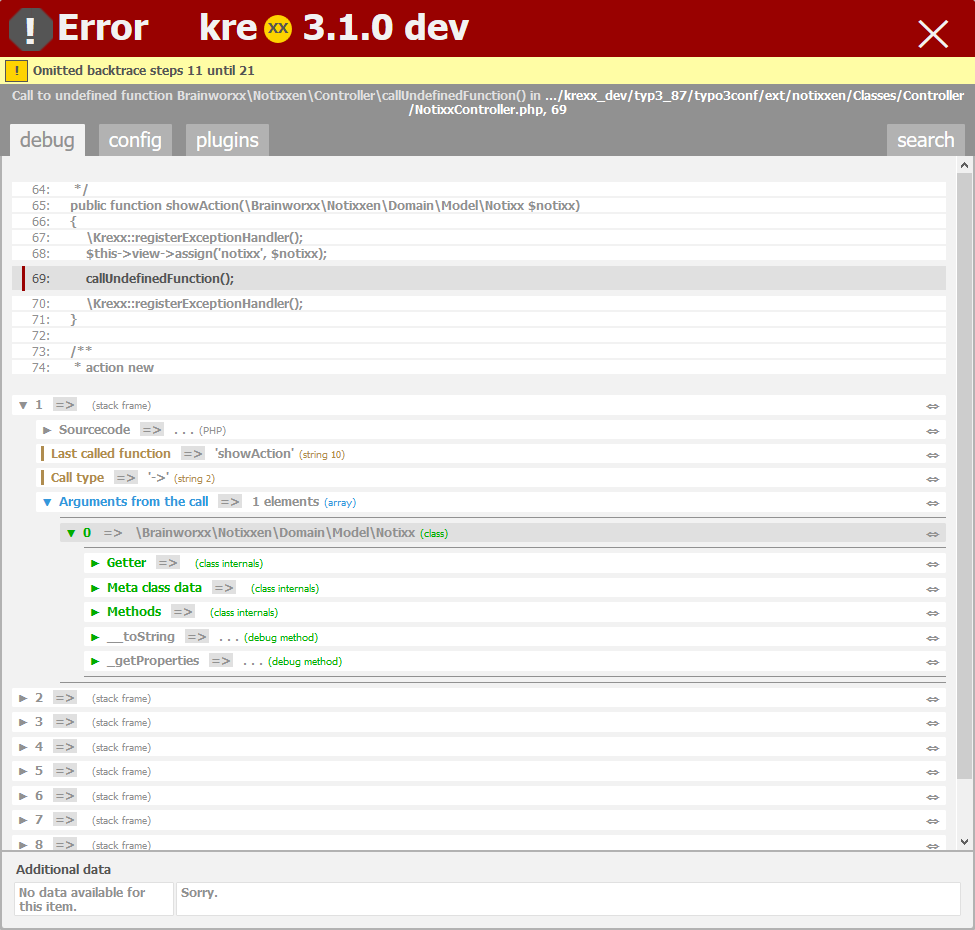 ! Error kre xx 3.1.0 dev
! Omitted backtrace steps 11 until 21
Call to undefined function Brainworxx\Notixxen\Controller\callUndefinedFunction() in .../krexx_dev/typ3_87/typo3conf/ext/notixxen/Classes/Controller
/NotixxController.php, 69
debug config plugins search
64: */
65: public function showAction(\Brainworxx\Notixxen\Domain\Model\Notixx $notixx)
66: {
67: \Krexx::registerExceptionHandler();
68: $this->view->assign('notixx', $notixx);
69: callUndefinedFunction();
70: \Krexx::registerExceptionHandler();
71: }
72:
73: /**
74: * action new
▼ 1 => (stack frame) ⇔
▶ Sourcecode => . . . (PHP) ⇔
Last called function => 'showAction' (string 10) ⇔
Call type => '->' (string 2) ⇔
▼ Arguments from the call => 1 elements (array) ⇔
▼ 0 => \Brainworxx\Notixxen\Domain\Model\Notixx (class) ⇔
▶ Getter => (class internals) ⇔
▶ Meta class data => (class internals) ⇔
▶ Methods => (class internals) ⇔
▶ __toString => . . . (debug method) ⇔
▶ _getProperties => . . . (debug method) ⇔
▶ 2 => (stack frame) ⇔
▶ 3 => (stack frame) ⇔
▶ 4 => (stack frame) ⇔
▶ 5 => (stack frame) ⇔
▶ 6 => (stack frame) ⇔
▶ 7 => (stack frame) ⇔
▶ 8 => (stack frame) ⇔
Additional data
No data available for Sorry.
this item.